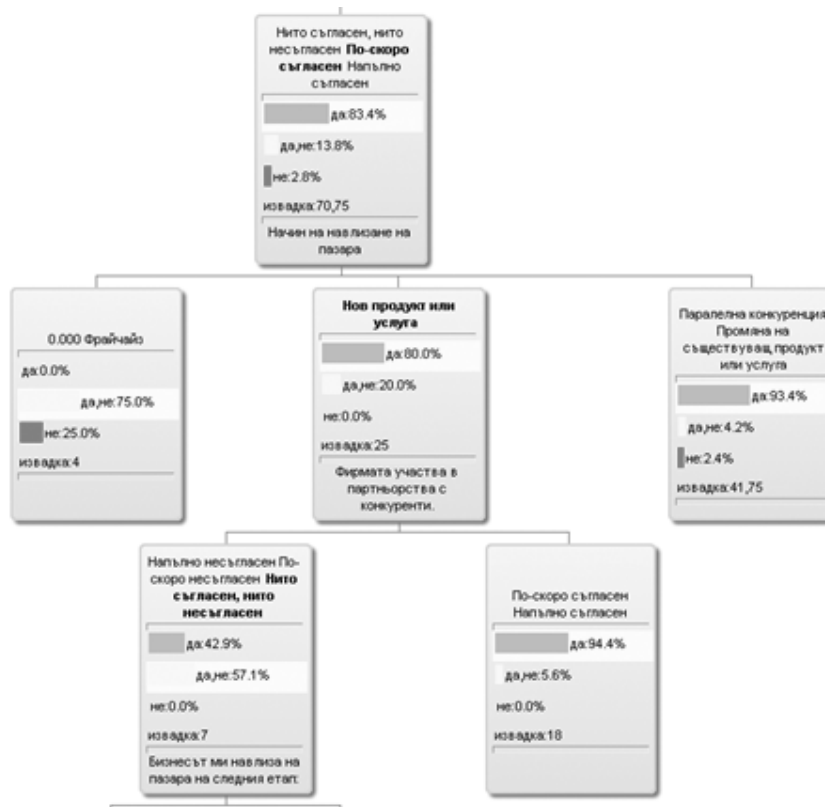 Нито съгласен, нито
несъгласен По-скоро
съгласен Напълно
съгласен
да:83.4%
да,не:13.8%
не:2.8%
извадка:70,75
Начин на навлизане на
пазара
0.000 Фрайчайз
да:0.0%
да,не:75.0%
не:25.0%
извадка:4
Нов продукт или
услуга
да:80.0%
да,не:20.0%
не:0.0%
извадка:25
Фирмата участва в
партньорства с
конкуренти.
Паралелна конкуренция
Промяна на
съществуващ продукт
или услуга
да:93.4%
да,не:4.2%
не:2.4%
извадка:41,75
Напълно несъгласен По-
скоро несъгласен Нито
съгласен, нито
несъгласен
да:42.9%
да,не:57.1%
не:0.0%
извадка:7
Бизнесът ми навлиза на
пазара на следния етап:
По-скоро съгласен
Напълно съгласен
да:94.4%
да,не:5.6%
не:0.0%
извадка:18